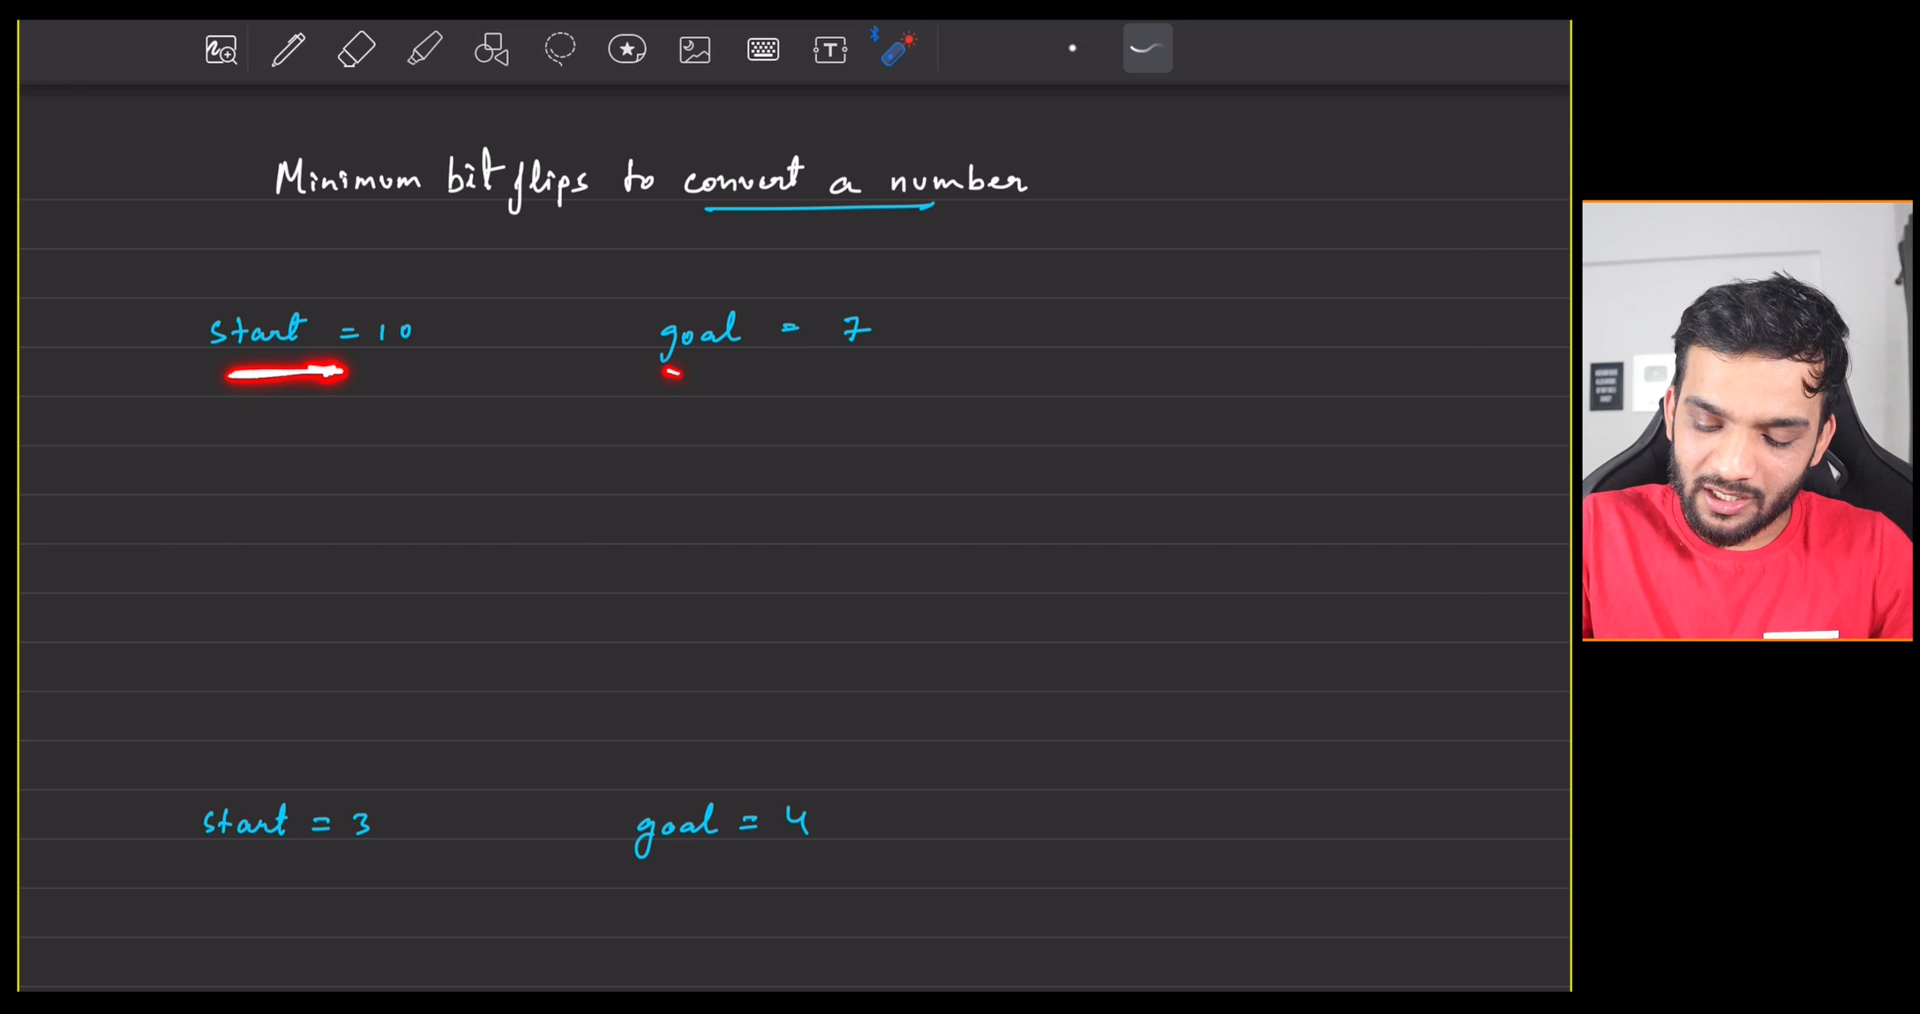 Minimum bit flips to convert a number
start = 10 goal = 7
start = 3 goal = 4